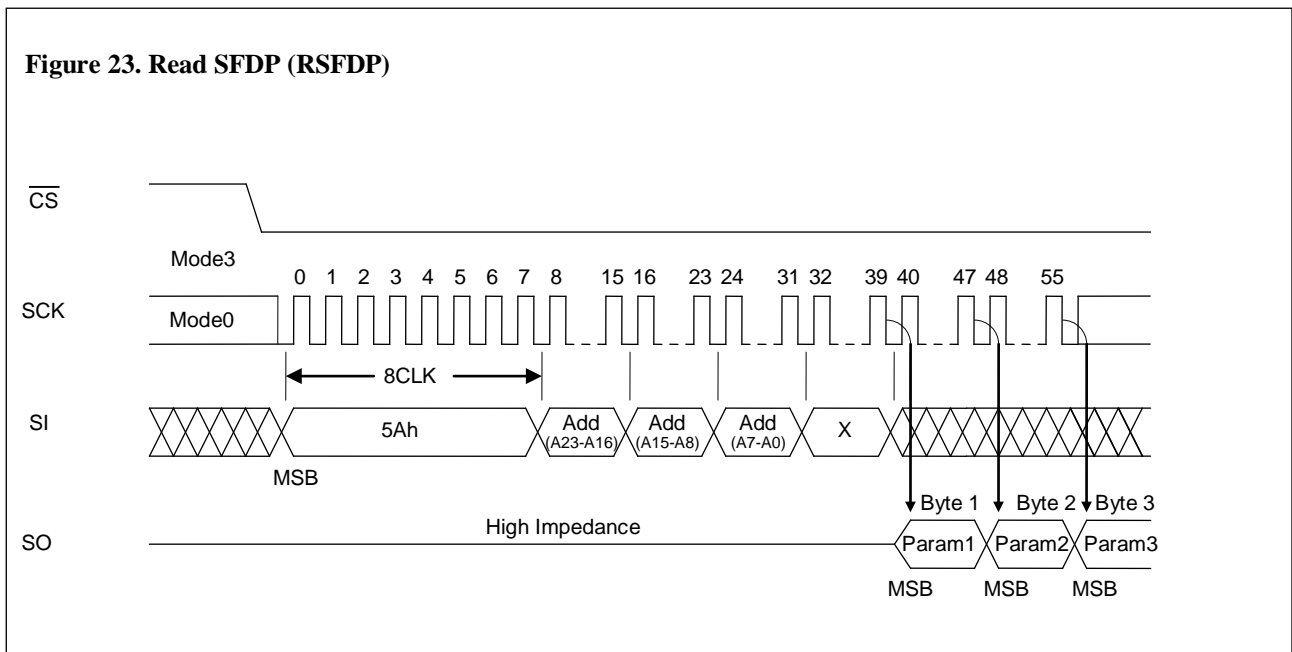 Figure 23. Read SFDP (RSFDP)
CS
Mode3
0 1 2 3 4 5 6 7 8 15 16 23 24 31 32 39 40 47 48 55
SCK
Mode0
8CLK
SI
5Ah
Add
(A23-A16)
Add
(A15-A8)
Add
(A7-A0)
X
MSB
Byte 1 Byte 2 Byte 3
High Impedance
SO
Param1 Param2 Param3
MSB MSB MSB